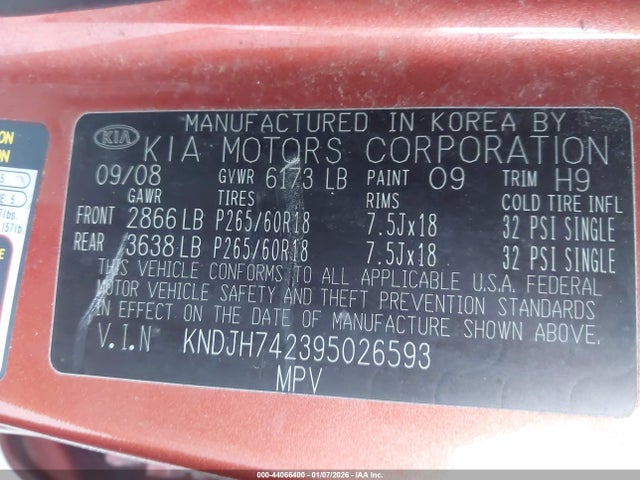 MANUFACTURED IN KOREA BY
KIA KIA MOTORS CORPORATION
09/08 GVWR 6173 LB PAINT O9 TRIM H9
GAWR TIRES RIMS COLD TIRE INFL
FRONT 2866 LB P265/60R18 7.5Jx18 32 PSI SINGLE
REAR 3638 LB P265/60R18 7.5Jx18 32 PSI SINGLE
THIS VEHICLE CONFORMS TO ALL APPLICABLE U.S.A. FEDERAL
MOTOR VEHICLE SAFETY AND THEFT PREVENTION STANDARDS
IN EFFECT ON THE DATE OF MANUFACTURE SHOWN ABOVE.
V.I.N KNDJH742395026593
MPV
000-44066400 - 01/07/2026 - IAA Inc.